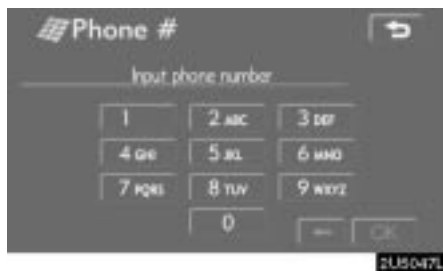 Phone #
Input phone number
1 2 ABC 3 DEF
4 GHI 5 JKL 6 MNO
7 PQRS 8 TUV 9 WXYZ
0 OK
2U5047L